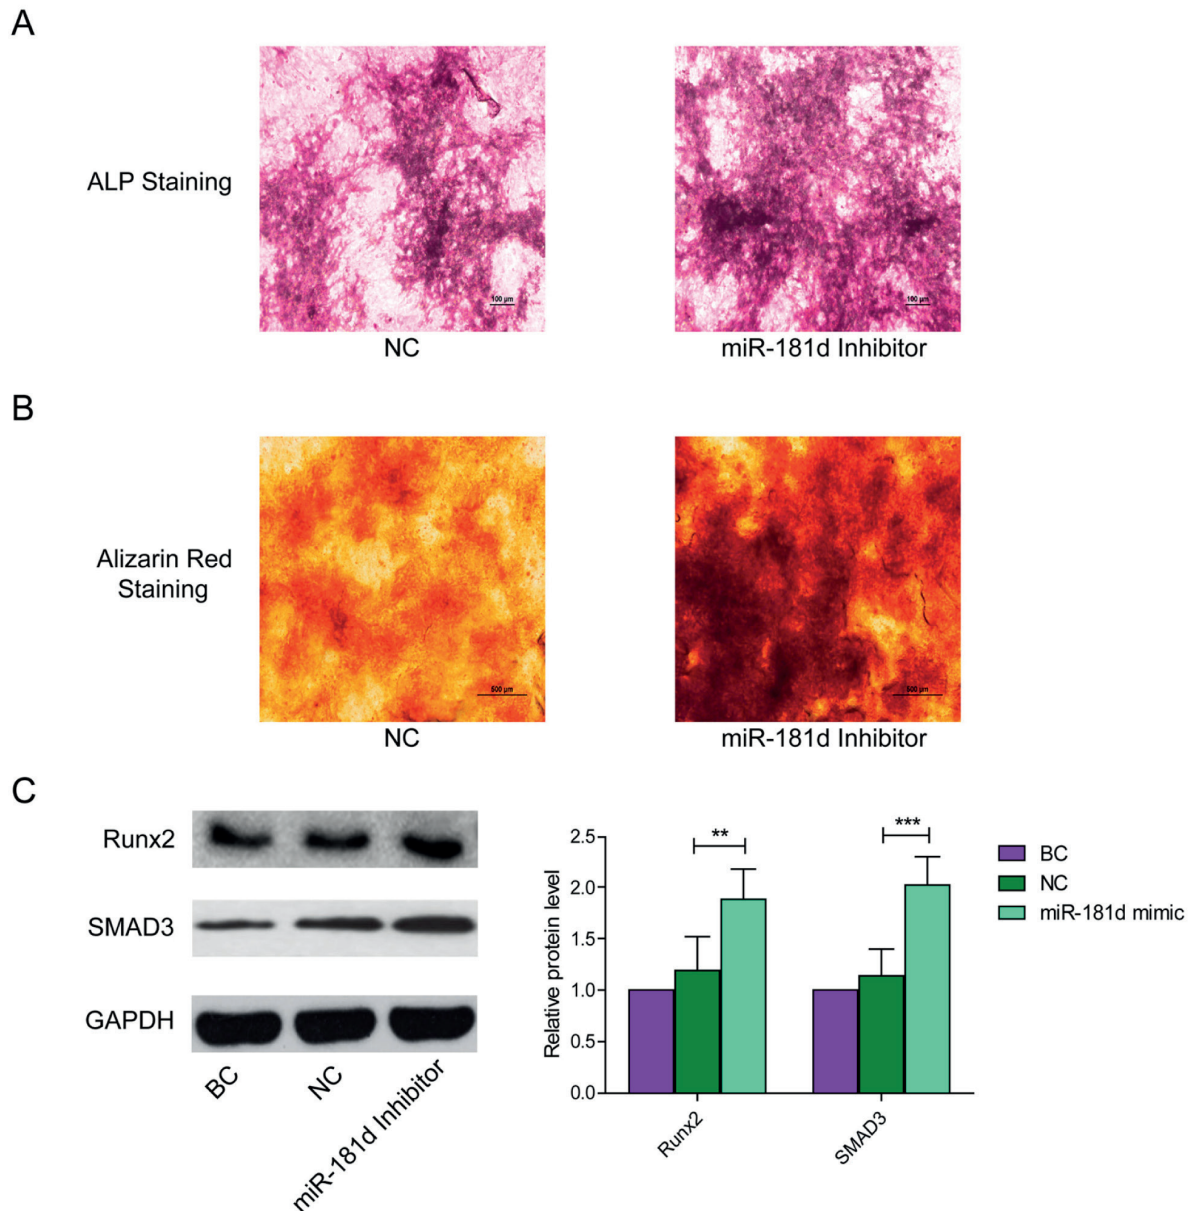 A
ALP Staining
100 µm
100 µm
NC
miR-181d Inhibitor
B
Alizarin Red
Staining
500 µm
500 µm
NC
miR-181d Inhibitor
C
Runx2
SMAD3
GAPDH
BC
NC
miR-181d Inhibitor
Relative protein level
2.5
2.0
1.5
1.0
0.5
0.0
**
***
Runx2
SMAD3
BC
NC
miR-181d mimic